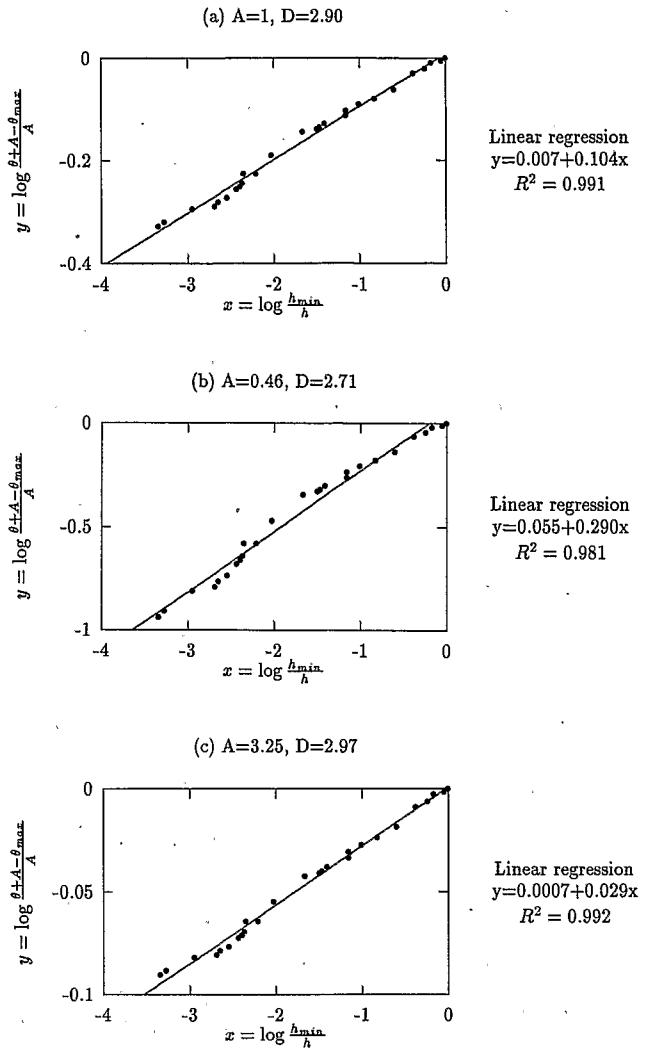 (a) A=1, D=2.90
0
-0.2
-0.4
y = log θ+A−θmax / A
-4 -3 -2 -1 0
x = log hmin / h
Linear regression
y=0.007+0.104x
R² = 0.991
(b) A=0.46, D=2.71
0
-0.5
-1
y = log θ+A−θmax / A
-4 -3 -2 -1 0
x = log hmin / h
Linear regression
y=0.055+0.290x
R² = 0.981
(c) A=3.25, D=2.97
0
-0.05
-0.1
y = log θ+A−θmax / A
-4 -3 -2 -1 0
x = log hmin / h
Linear regression
y=0.0007+0.029x
R² = 0.992